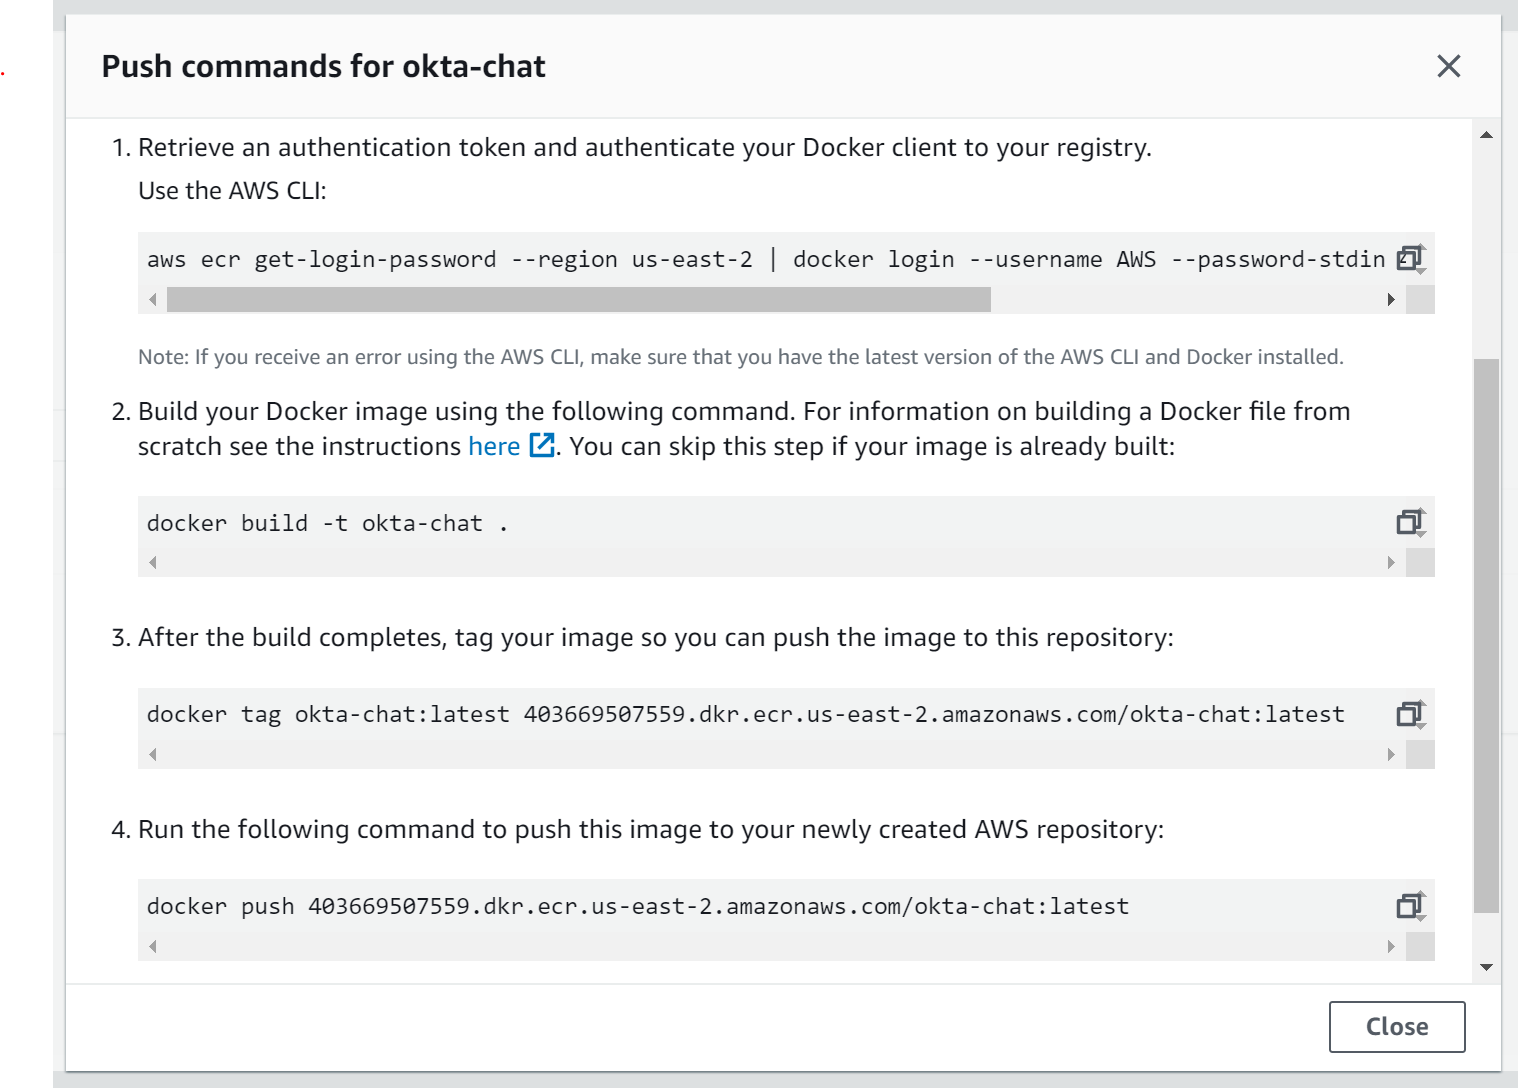 Push commands for okta-chat
1. Retrieve an authentication token and authenticate your Docker client to your registry.
Use the AWS CLI:
aws ecr get-login-password --region us-east-2 | docker login --username AWS --password-stdin
Note: If you receive an error using the AWS CLI, make sure that you have the latest version of the AWS CLI and Docker installed.
2. Build your Docker image using the following command. For information on building a Docker file from
scratch see the instructions here. You can skip this step if your image is already built:
docker build -t okta-chat .
3. After the build completes, tag your image so you can push the image to this repository:
docker tag okta-chat:latest 403669507559.dkr.ecr.us-east-2.amazonaws.com/okta-chat:latest
4. Run the following command to push this image to your newly created AWS repository:
docker push 403669507559.dkr.ecr.us-east-2.amazonaws.com/okta-chat:latest
Close